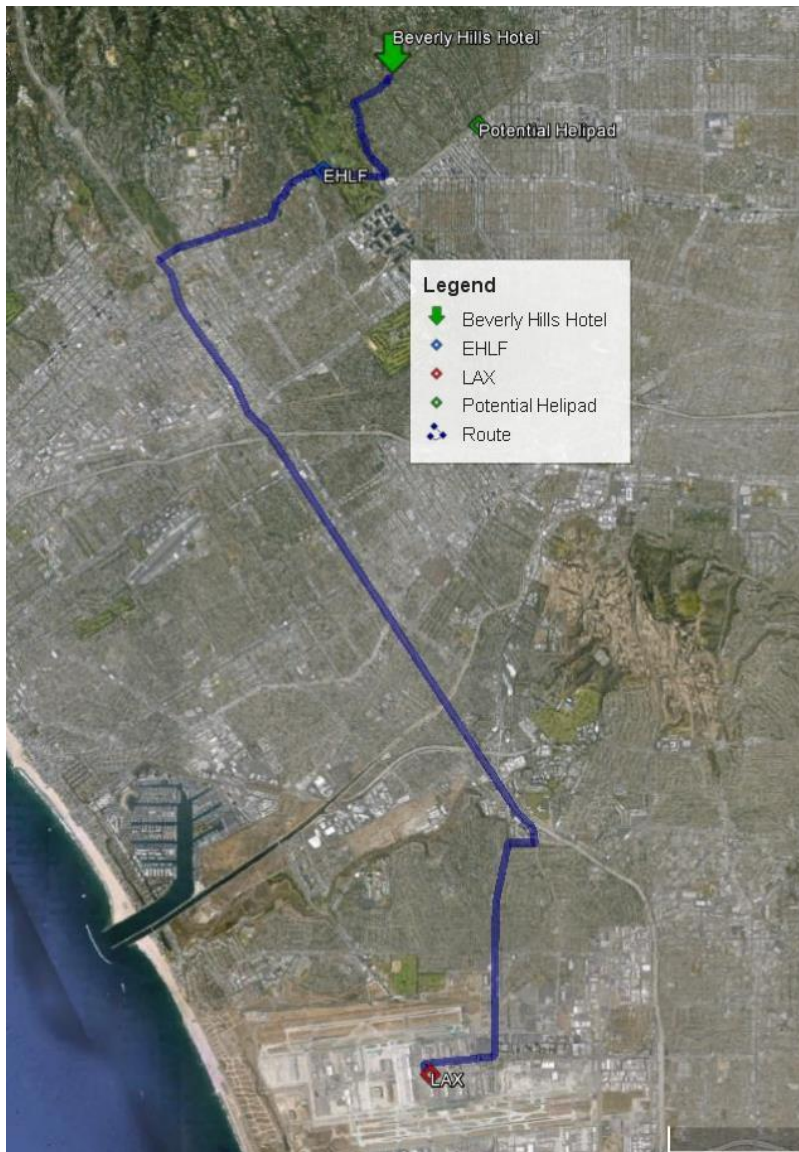 Beverly Hills Hotel
Potential Helipad
EHLF
Legend
Beverly Hills Hotel
EHLF
LAX
Potential Helipad
Route
LAX